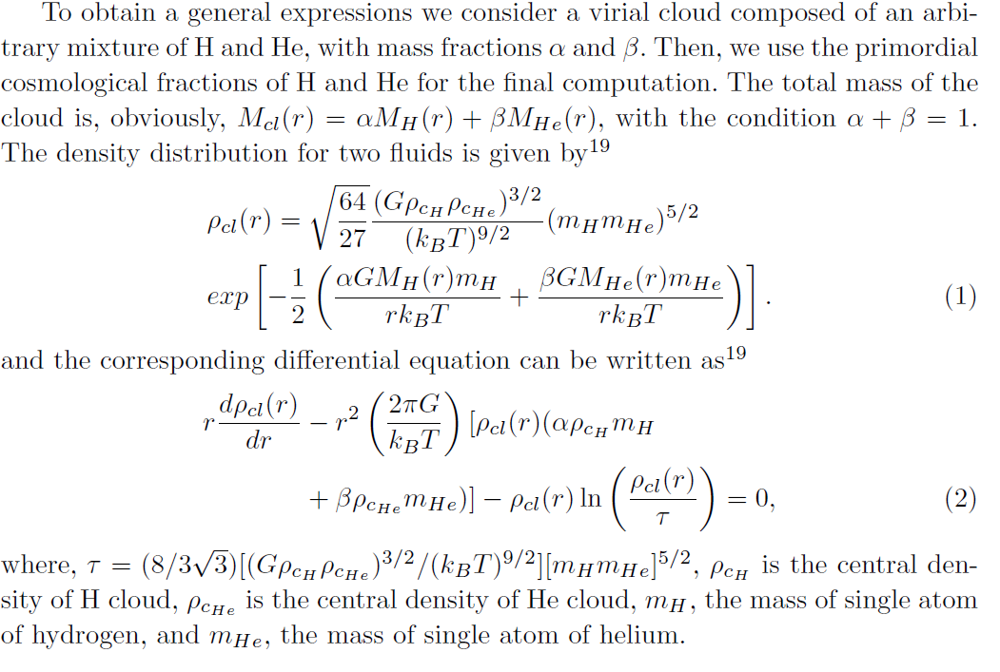 To obtain a general expressions we consider a virial cloud composed of an arbi-
trary mixture of H and He, with mass fractions α and β. Then, we use the primordial
cosmological fractions of H and He for the final computation. The total mass of the
cloud is, obviously, $M_{cl}(r) = \alpha M_H(r) + \beta M_{He}(r)$, with the condition $\alpha + \beta = 1$.
The density distribution for two fluids is given by$^{19}$
$\rho_{cl}(r) = \sqrt{\frac{64}{27}} \frac{(G\rho_{c_H}\rho_{c_{He}})^{3/2}}{(k_BT)^{9/2}} (m_H m_{He})^{5/2}$
$exp\left[-\frac{1}{2}\left(\frac{\alpha G M_H(r) m_H}{r k_B T} + \frac{\beta G M_{He}(r) m_{He}}{r k_B T}\right)\right].$ (1)
and the corresponding differential equation can be written as$^{19}$
$r\frac{d\rho_{cl}(r)}{dr} - r^2\left(\frac{2\pi G}{k_B T}\right)[\rho_{cl}(r)(\alpha\rho_{c_H} m_H$
$+ \beta\rho_{c_{He}} m_{He})] - \rho_{cl}(r)\ln\left(\frac{\rho_{cl}(r)}{\tau}\right) = 0,$ (2)
where, $\tau = (8/3\sqrt{3})[(G\rho_{c_H}\rho_{c_{He}})^{3/2}/(k_BT)^{9/2}][m_H m_{He}]^{5/2}$, $\rho_{c_H}$ is the central den-
sity of H cloud, $\rho_{c_{He}}$ is the central density of He cloud, $m_H$, the mass of single atom
of hydrogen, and $m_{He}$, the mass of single atom of helium.